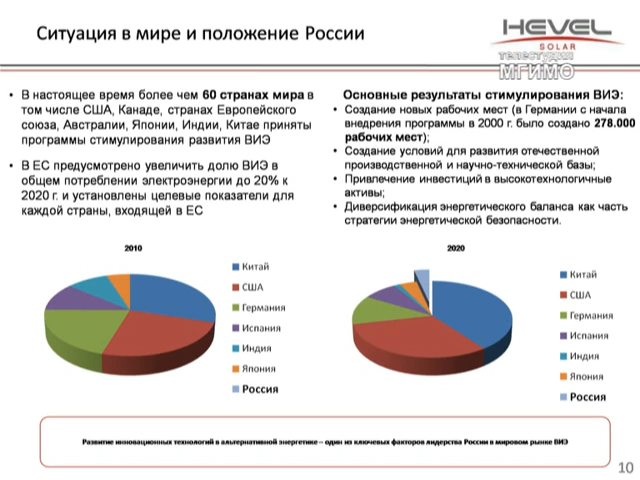 Ситуация в мире и положение России
HEVEL
SOLAR
телестудия
МГИМО
• В настоящее время более чем 60 странах мира в
том числе США, Канаде, странах Европейского
союза, Австралии, Японии, Индии, Китае приняты
программы стимулирования развития ВИЭ
• В ЕС предусмотрено увеличить долю ВИЭ в
общем потреблении электроэнергии до 20% к
2020 г. и установлены целевые показатели для
каждой страны, входящей в ЕС
Основные результаты стимулирования ВИЭ:
• Создание новых рабочих мест (в Германии с начала
внедрения программы в 2000 г. было создано 278.000
рабочих мест);
• Создание условий для развития отечественной
производственной и научно-технической базы;
• Привлечение инвестиций в высокотехнологичные
активы;
• Диверсификация энергетического баланса как часть
стратегии энергетической безопасности.
2010
Китай
США
Германия
Испания
Индия
Япония
Россия
2020
Китай
США
Германия
Испания
Индия
Япония
Россия
Развитие инновационных технологий в альтернативной энергетике – один из ключевых факторов лидерства России в мировом рынке ВИЭ
10